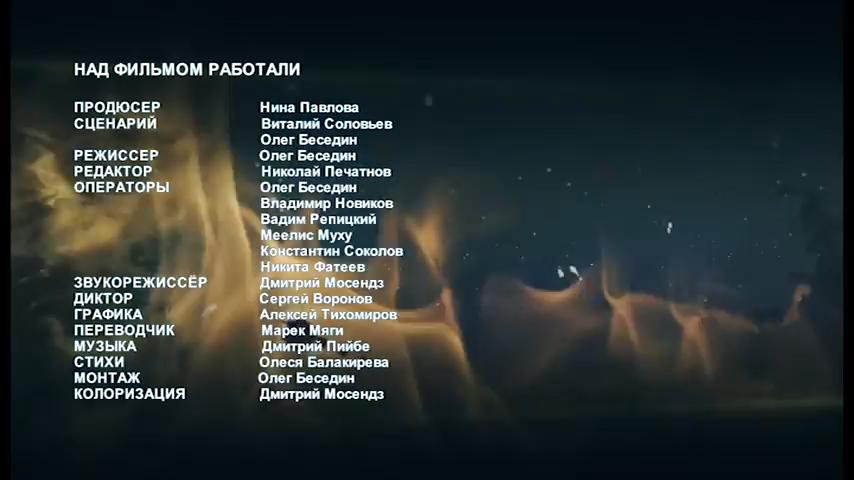 НАД ФИЛЬМОМ РАБОТАЛИ
ПРОДЮСЕР Нина Павлова
СЦЕНАРИЙ Виталий Соловьев
Олег Беседин
РЕЖИССЕР Олег Беседин
РЕДАКТОР Николай Печатнов
ОПЕРАТОРЫ Олег Беседин
Владимир Новиков
Вадим Репицкий
Меелис Муху
Константин Соколов
Никита Фатеев
ЗВУКОРЕЖИССЁР Дмитрий Мосендз
ДИКТОР Сергей Воронов
ГРАФИКА Алексей Тихомиров
ПЕРЕВОДЧИК Марек Мяги
МУЗЫКА Дмитрий Пийбе
СТИХИ Олеся Балакирева
МОНТАЖ Олег Беседин
КОЛОРИЗАЦИЯ Дмитрий Мосендз